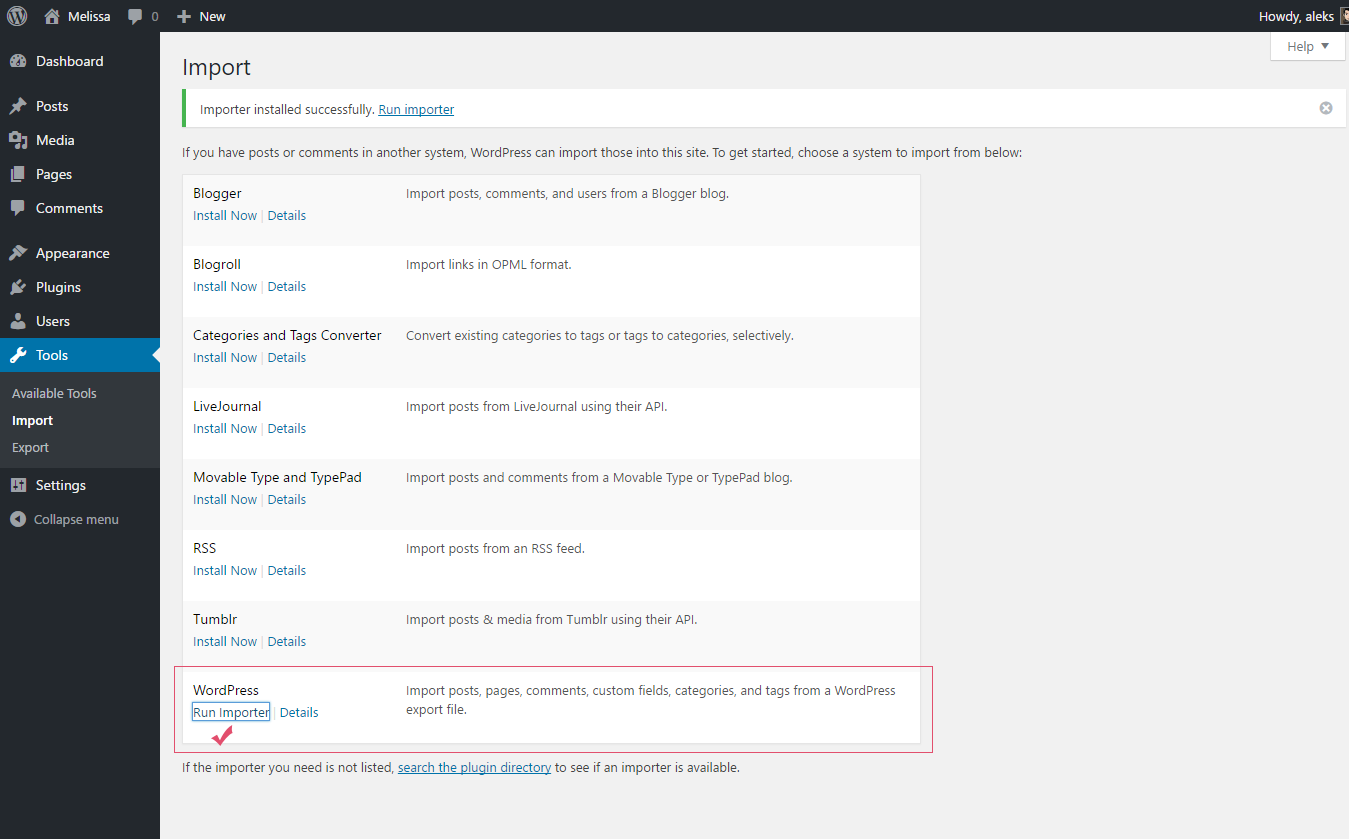 Melissa 0 New Howdy, aleks
Help
Dashboard
Posts
Media
Pages
Comments
Appearance
Plugins
Users
Tools
Available Tools
Import
Export
Settings
Collapse menu
Import
Importer installed successfully. Run importer
If you have posts or comments in another system, WordPress can import those into this site. To get started, choose a system to import from below:
Blogger Import posts, comments, and users from a Blogger blog.
Install Now | Details
Blogroll Import links in OPML format.
Install Now | Details
Categories and Tags Converter Convert existing categories to tags or tags to categories, selectively.
Install Now | Details
LiveJournal Import posts from LiveJournal using their API.
Install Now | Details
Movable Type and TypePad Import posts and comments from a Movable Type or TypePad blog.
Install Now | Details
RSS Import posts from an RSS feed.
Install Now | Details
Tumblr Import posts & media from Tumblr using their API.
Install Now | Details
WordPress Import posts, pages, comments, custom fields, categories, and tags from a WordPress
Run Importer | Details export file.
If the importer you need is not listed, search the plugin directory to see if an importer is available.